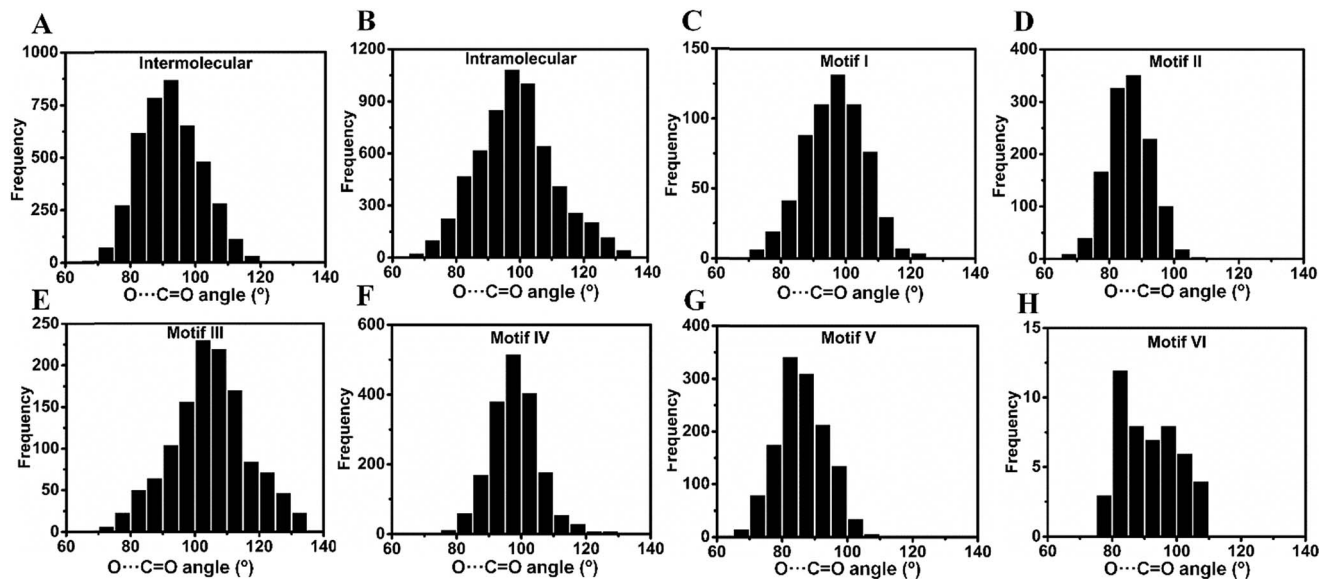 A
Intermolecular
Frequency
1000
750
500
250
0
60 80 100 120 140
O···C=O angle (º)
B
Intramolecular
Frequency
1200
900
600
300
0
60 80 100 120 140
O···C=O angle (º)
C
Motif I
Frequency
150
100
50
0
60 80 100 120 140
O···C=O angle (º)
D
Motif II
Frequency
400
300
200
100
0
60 80 100 120 140
O···C=O angle (º)
E
Motif III
Frequency
250
200
150
100
50
0
60 80 100 120 140
O···C=O angle (º)
F
Motif IV
Frequency
600
400
200
0
60 80 100 120 140
O···C=O angle (º)
G
Motif V
Frequency
400
300
200
100
0
60 80 100 120 140
O···C=O angle (º)
H
Motif VI
Frequency
15
10
5
0
60 80 100 120 140
O···C=O angle (º)